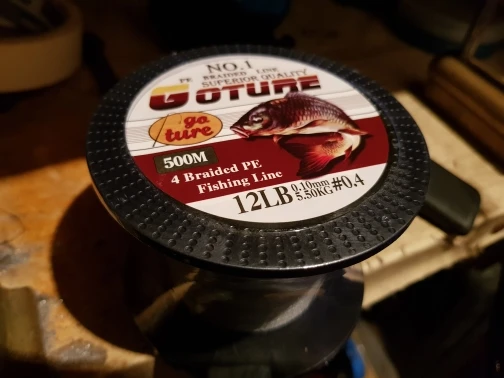 NO.1
PE BRAIDED LINE
SUPERIOR QUALITY
GOTURE
go
ture
500M
4 Braided PE
Fishing Line
12LB 0.10mm 5.50KG #0.4